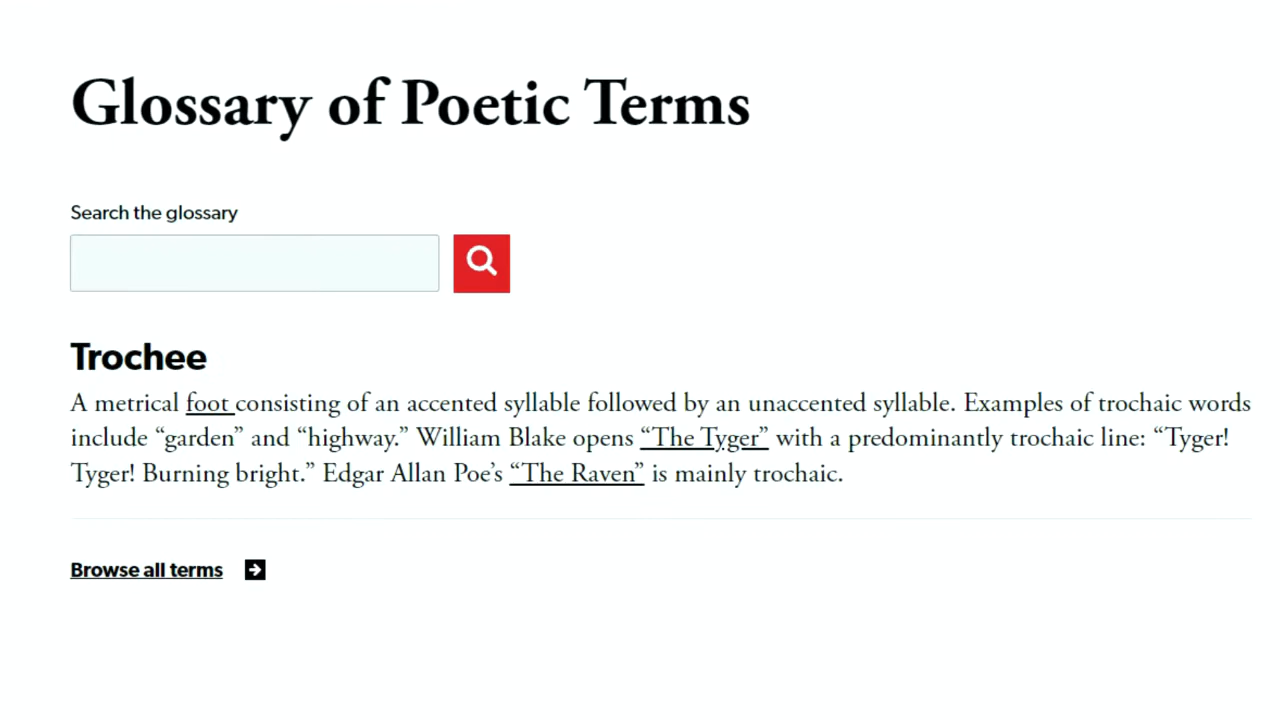 Glossary of Poetic Terms
Search the glossary
Trochee
A metrical foot consisting of an accented syllable followed by an unaccented syllable. Examples of trochaic words
include “garden” and “highway.” William Blake opens “The Tyger” with a predominantly trochaic line: “Tyger!
Tyger! Burning bright.” Edgar Allan Poe’s “The Raven” is mainly trochaic.
Browse all terms